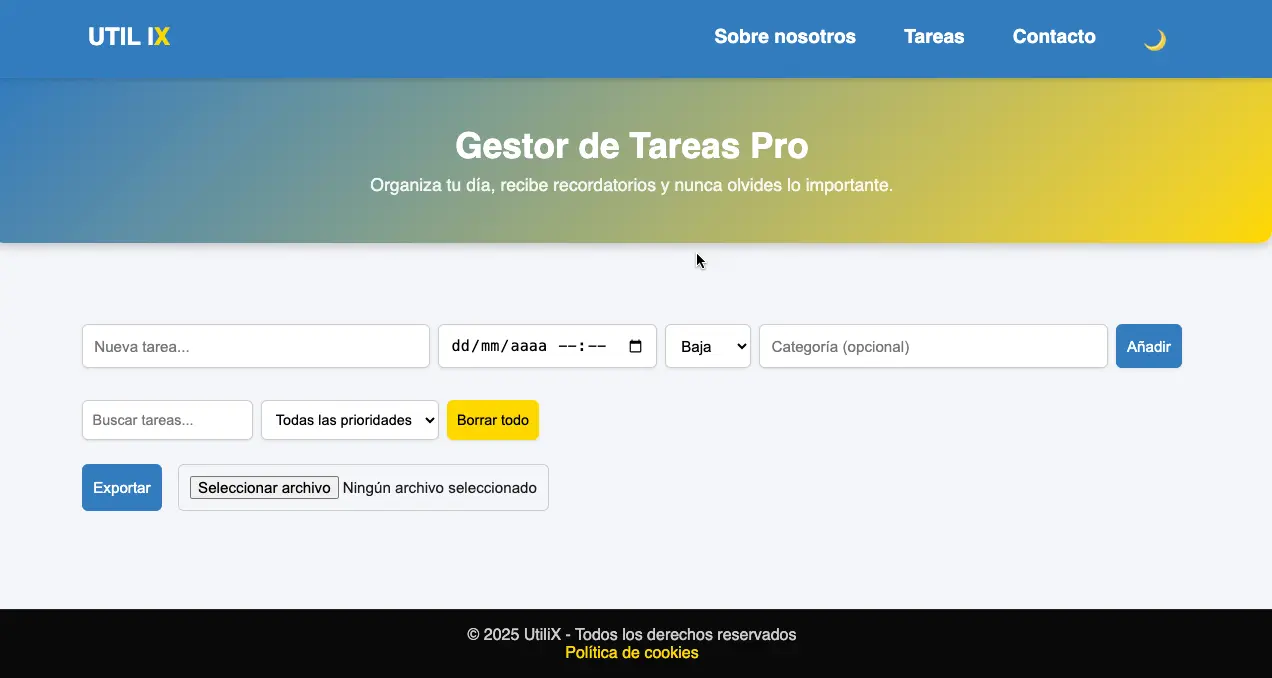 UTIL IX Sobre nosotros Tareas Contacto
Gestor de Tareas Pro
Organiza tu día, recibe recordatorios y nunca olvides lo importante.
Nueva tarea... dd/mm/aaaa --:-- Baja Categoría (opcional) Añadir
Buscar tareas... Todas las prioridades Borrar todo
Exportar Seleccionar archivo Ningún archivo seleccionado
© 2025 UtiliX - Todos los derechos reservados
Política de cookies